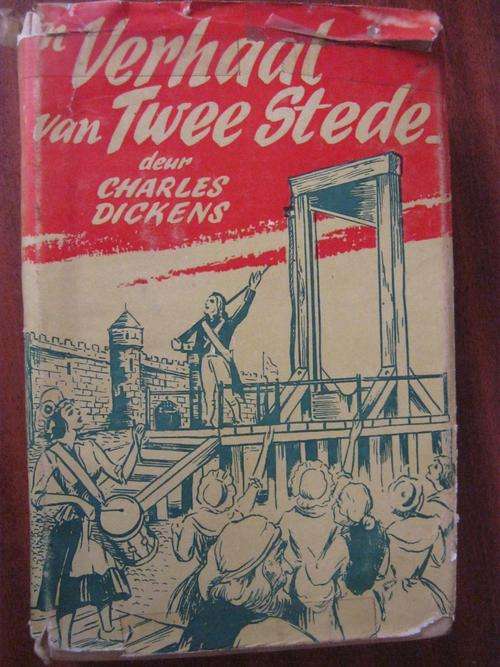 'n Verhaal
van Twee Stede
deur
CHARLES
DICKENS